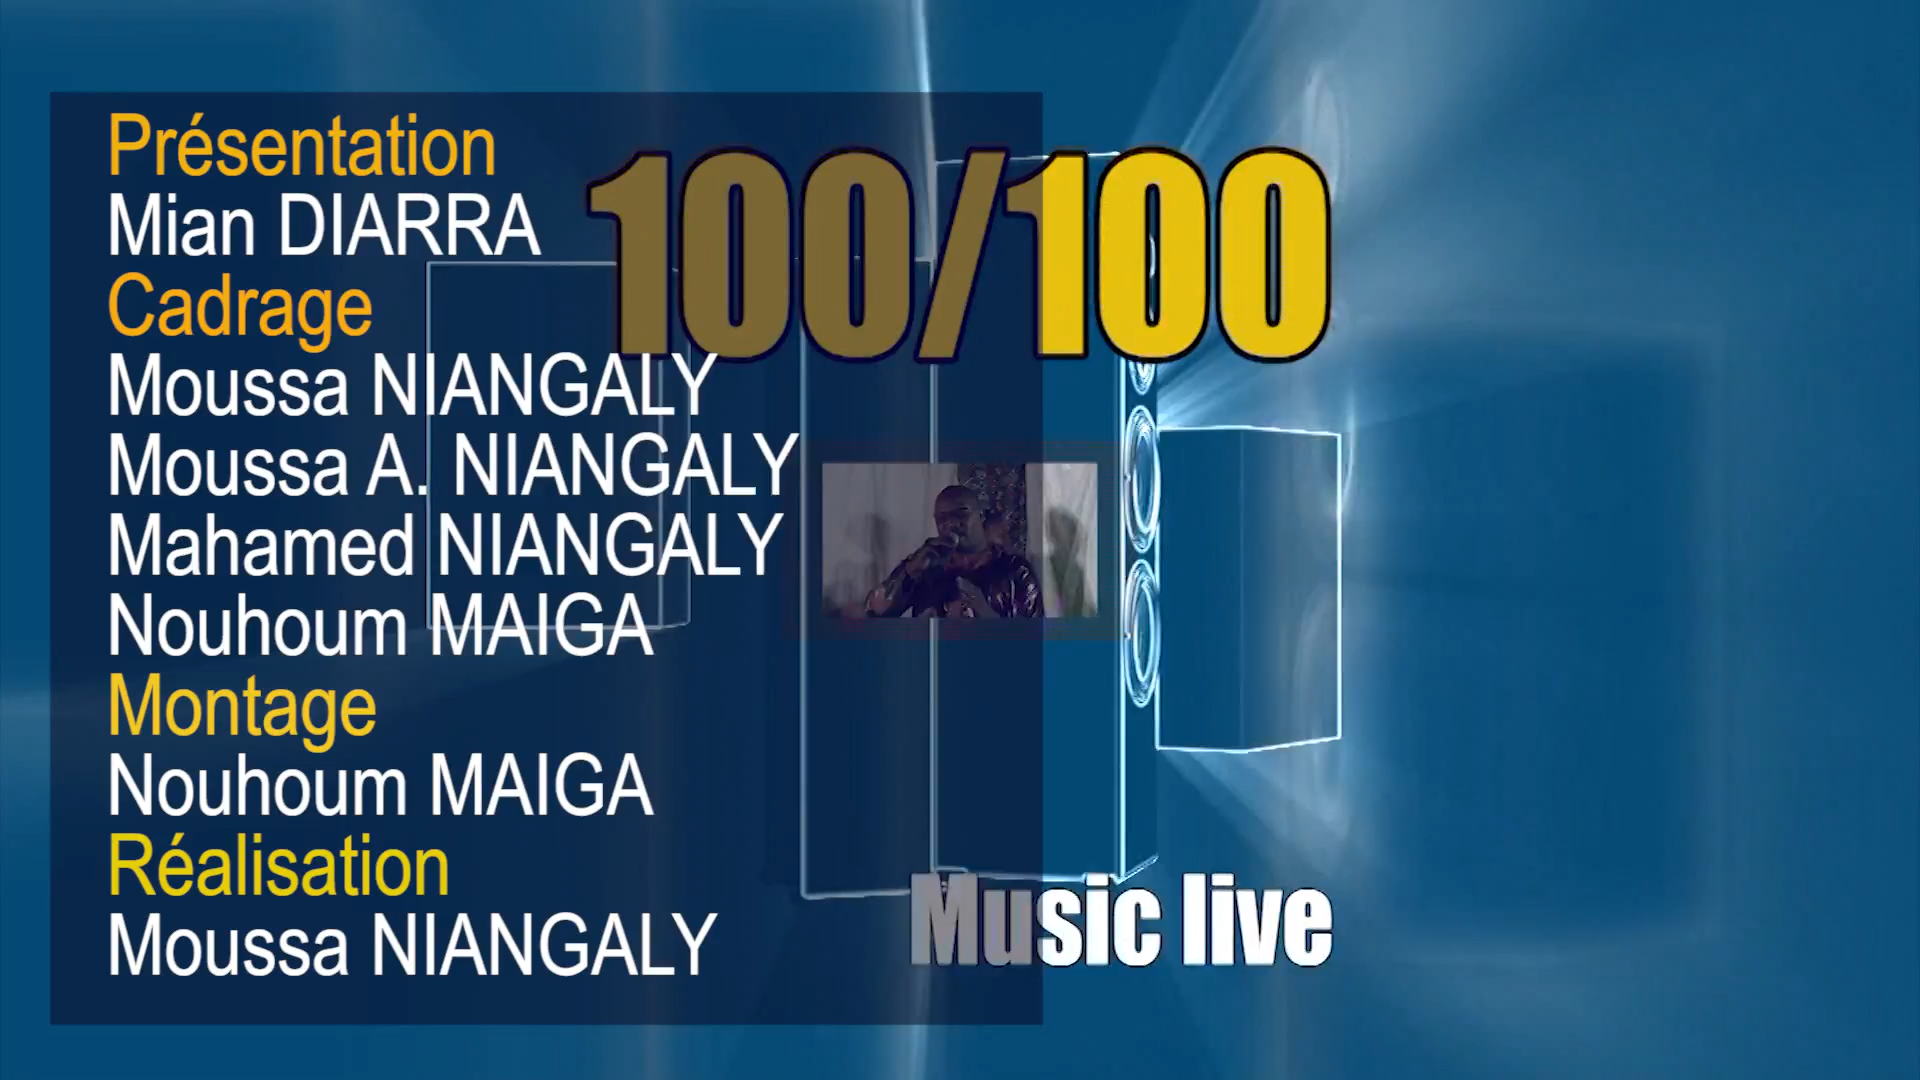 Présentation
Mian DIARRA
Cadrage
Moussa NIANGALY
Moussa A. NIANGALY
Mahamed NIANGALY
Nouhoum MAIGA
Montage
Nouhoum MAIGA
Réalisation
Moussa NIANGALY
100/100
Music live